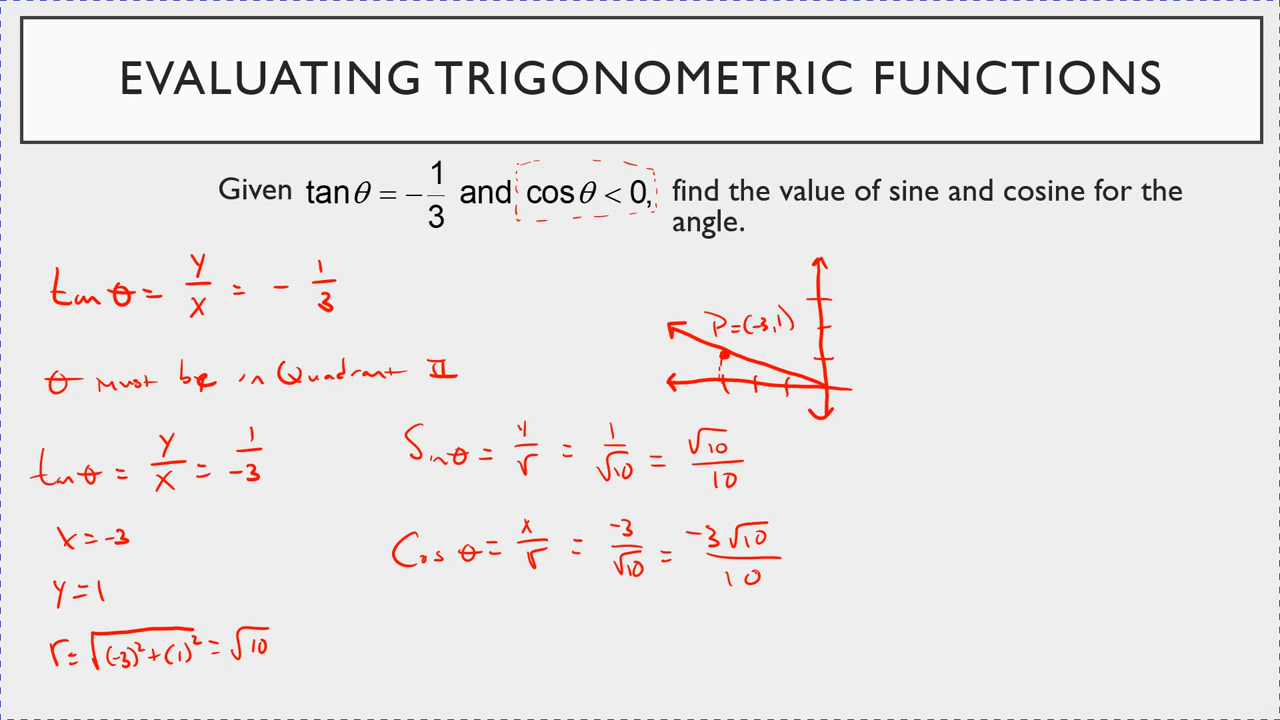 EVALUATING TRIGONOMETRIC FUNCTIONS
Given tanθ = -1/3 and cosθ < 0, find the value of sine and cosine for the
angle.
tan θ = y/x = - 1/3
P=(-3,1)
θ must be in Quadrant II
tan θ = y/x = 1/-3
Sin θ = y/r = 1/√10 = √10/10
x = -3
Cos θ = x/r = -3/√10 = -3√10/10
y = 1
r = √((-3)²+(1)²) = √10